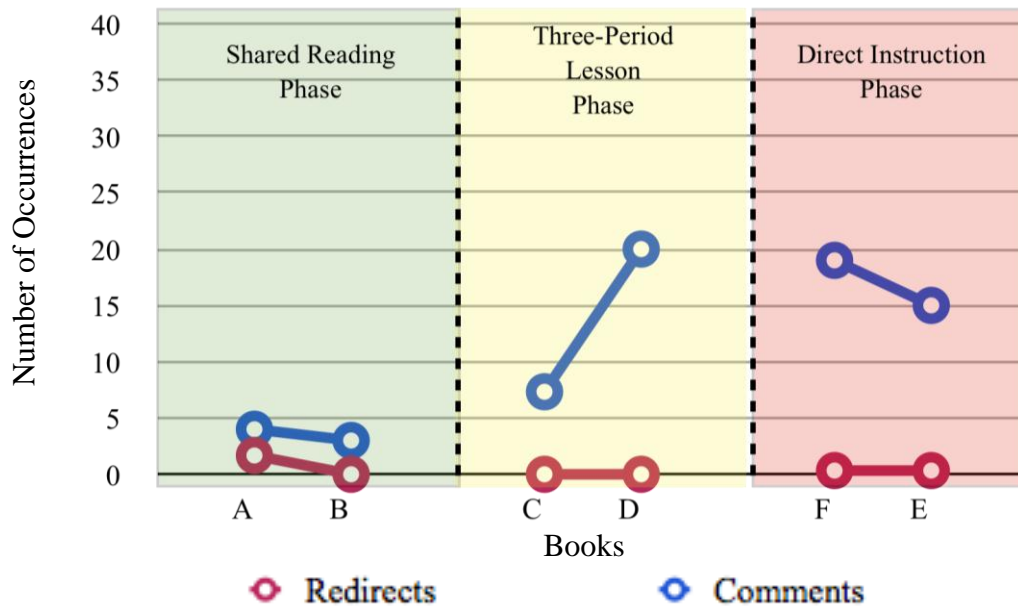 40
35
30
25
20
15
10
5
0
Number of Occurrences
Shared Reading
Phase
Three-Period
Lesson
Phase
Direct Instruction
Phase
A B C D F E
Books
Redirects Comments